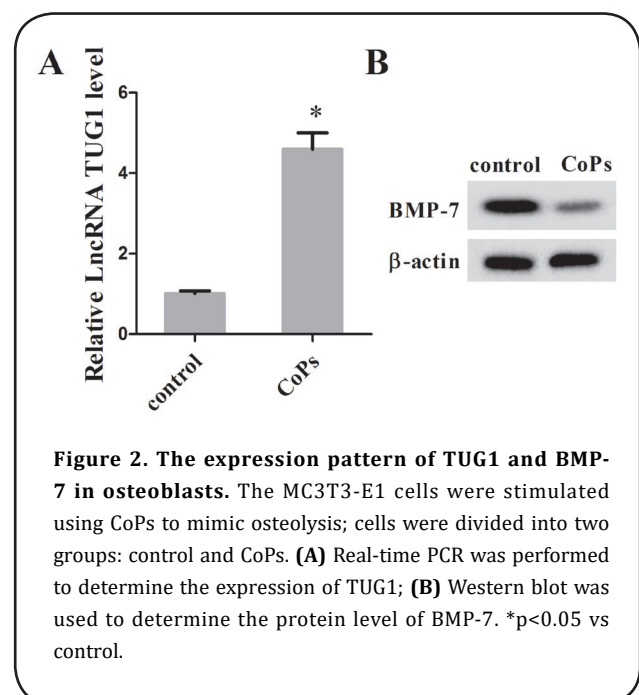 A
B
Relative LncRNA TUG1 level
6
4
2
0
*
control
CoPs
control CoPs
BMP-7
β-actin
Figure 2. The expression pattern of TUG1 and BMP-
7 in osteoblasts. The MC3T3-E1 cells were stimulated
using CoPs to mimic osteolysis; cells were divided into two
groups: control and CoPs. (A) Real-time PCR was performed
to determine the expression of TUG1; (B) Western blot was
used to determine the protein level of BMP-7. *p<0.05 vs
control.